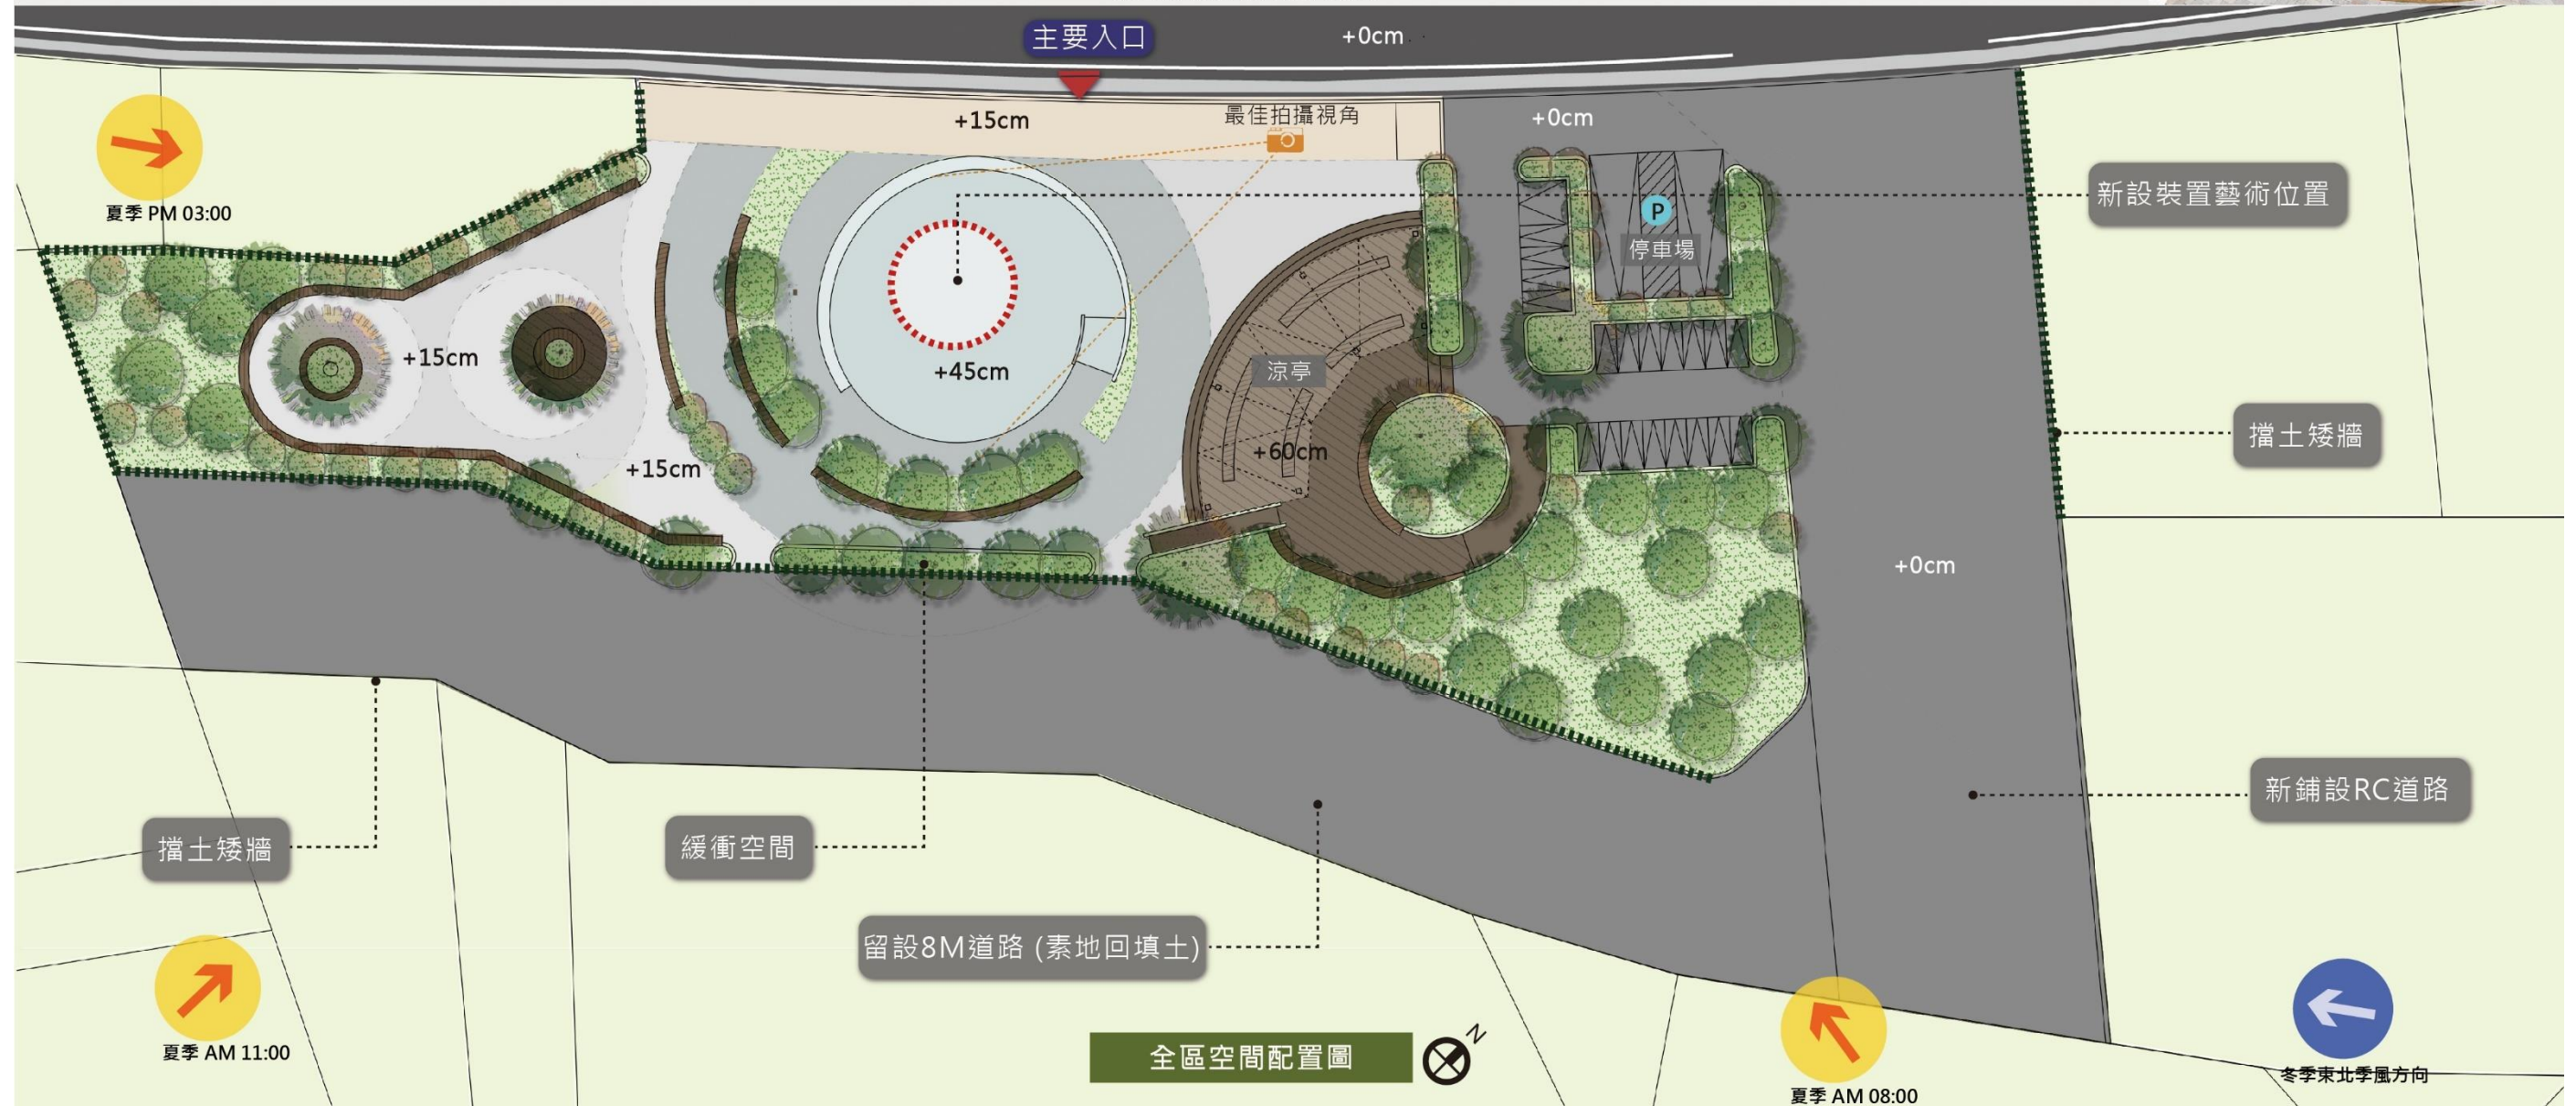 主要入口
+0cm
+15cm
最佳拍攝視角
+0cm
新設裝置藝術位置
P
停車場
夏季 PM 03:00
+15cm
+45cm
涼亭
+60cm
+15cm
擋土矮牆
+0cm
新鋪設RC道路
擋土矮牆
緩衝空間
留設8M道路 (素地回填土)
夏季 AM 11:00
全區空間配置圖
N
夏季 AM 08:00
冬季東北季風方向